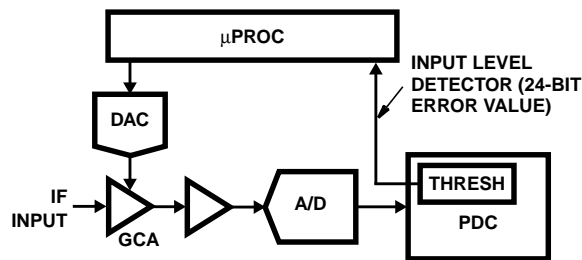 µPROC
INPUT LEVEL
DETECTOR (24-BIT
ERROR VALUE)
DAC
THRESH
IF
INPUT
GCA
A/D
PDC